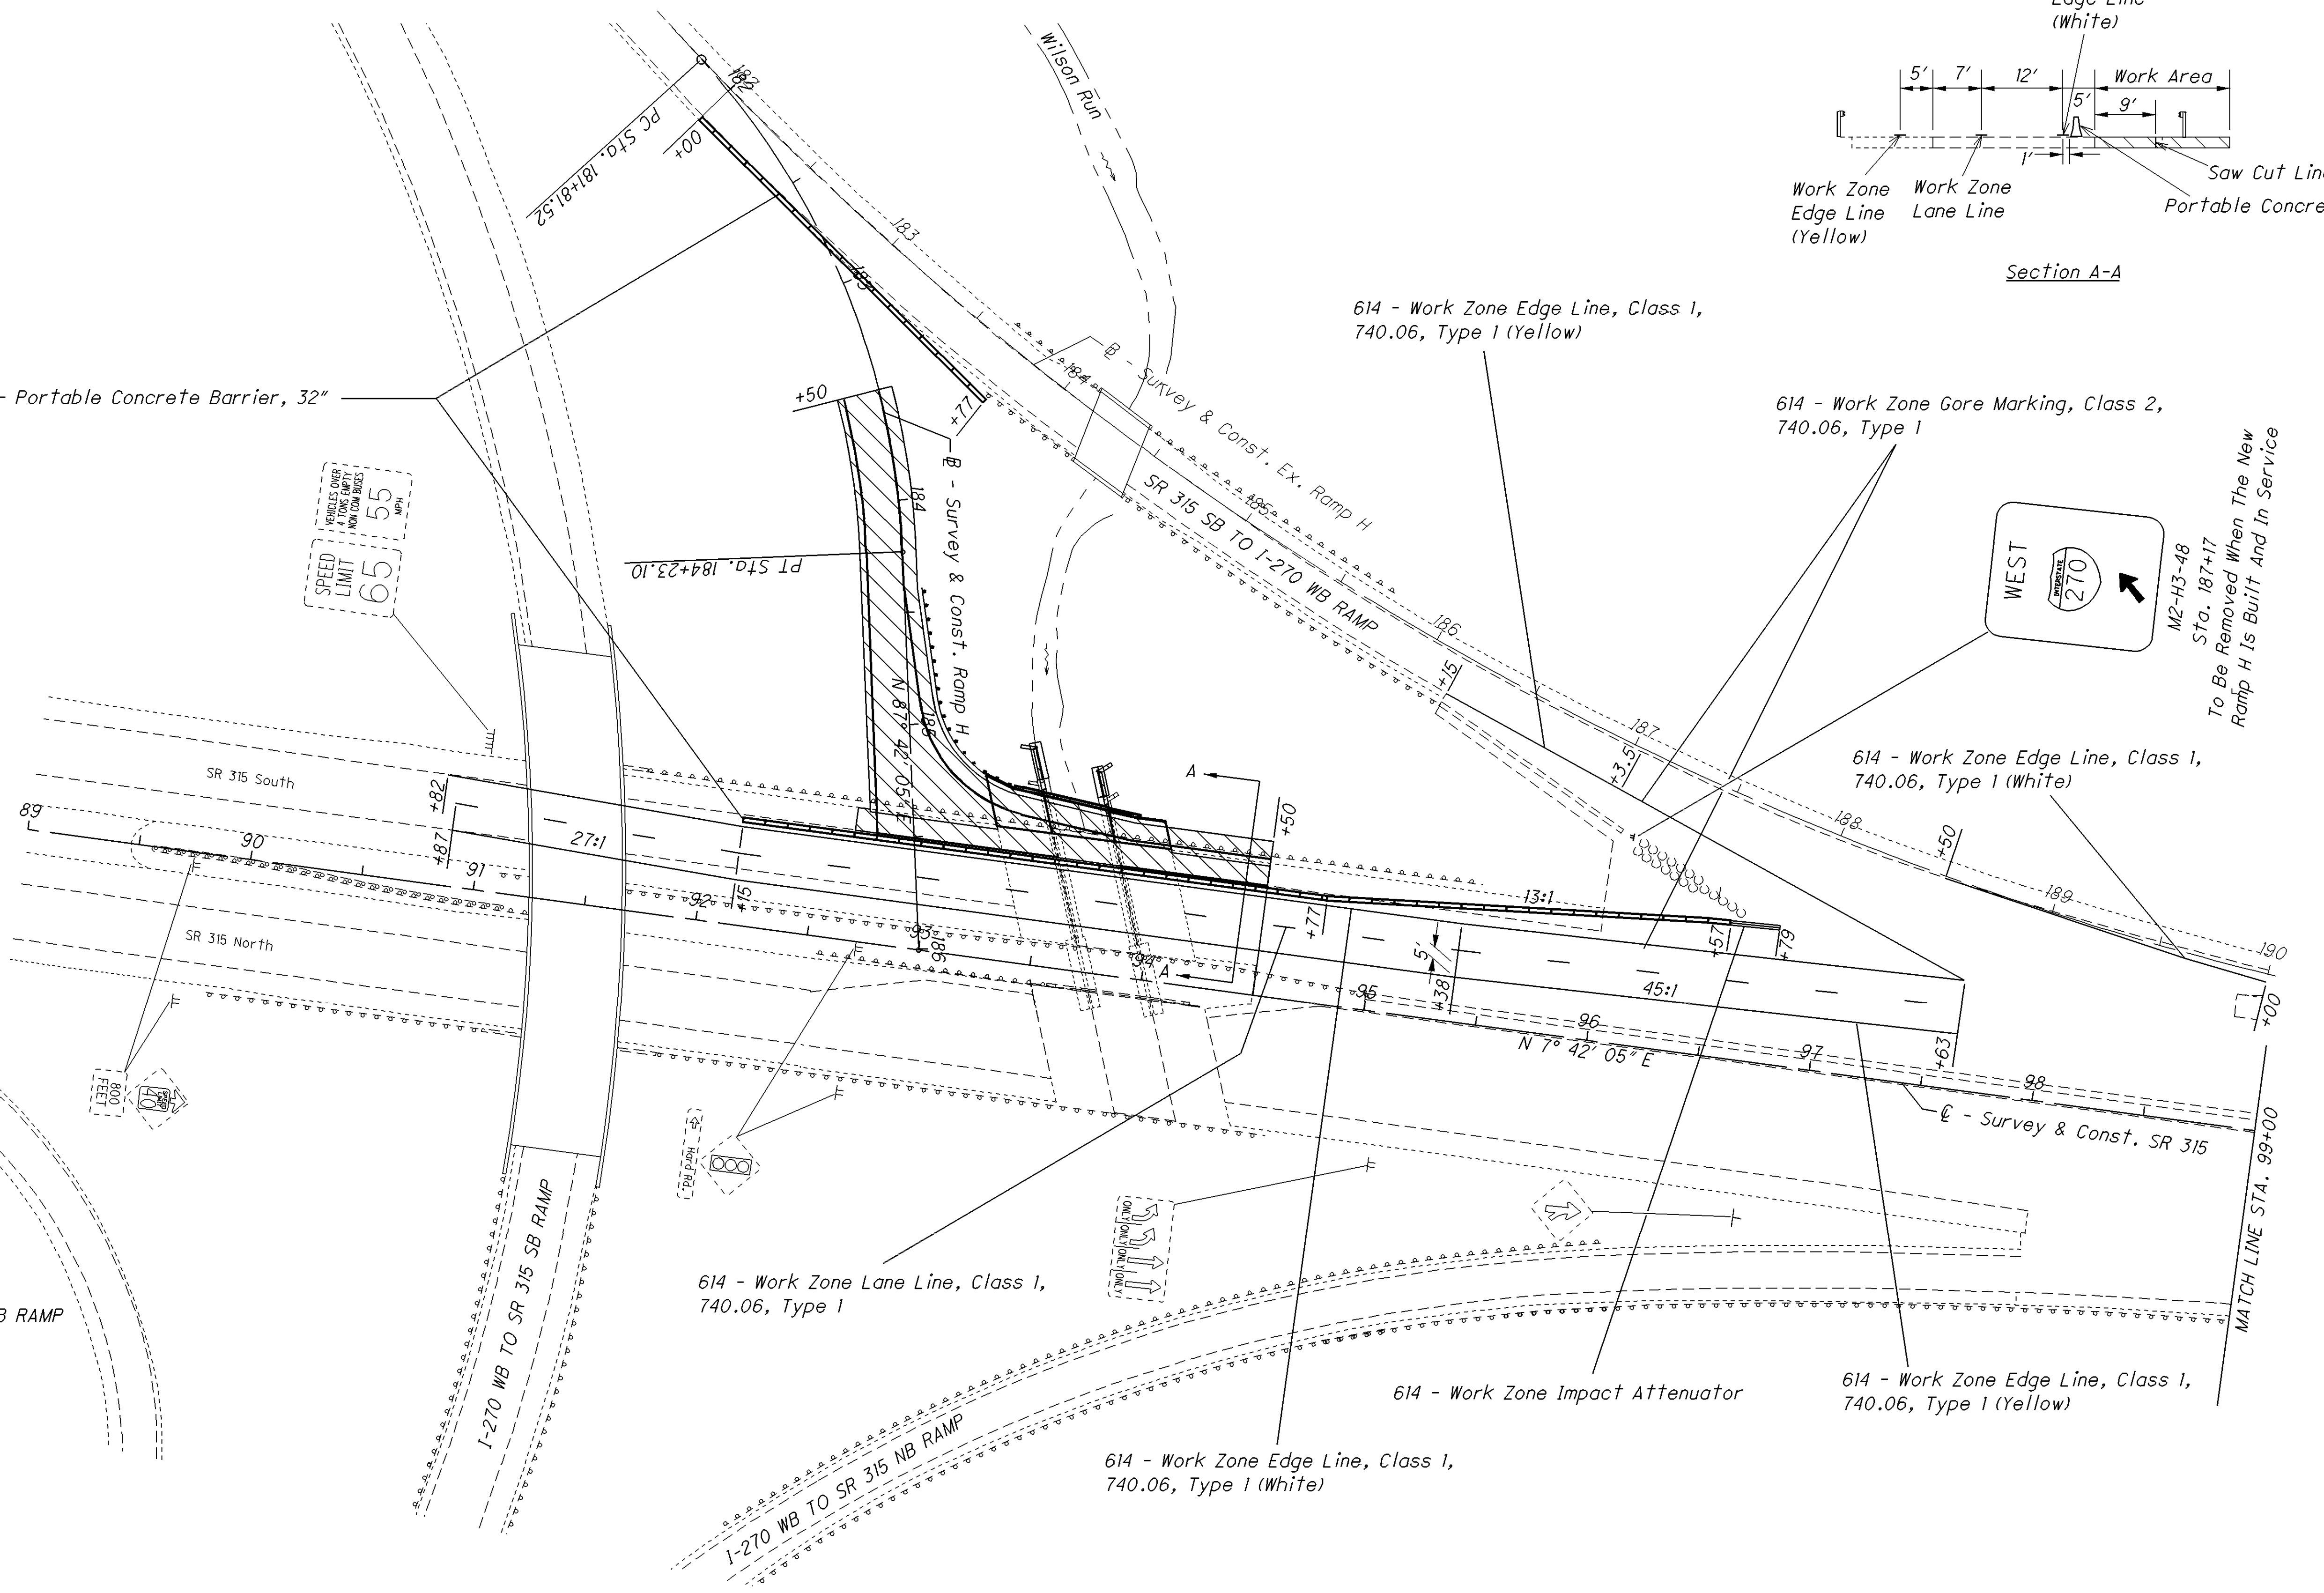 Edge Line
(White)
5' 7' 12' Work Area
5' 9'
1'
Work Zone
Edge Line
(Yellow)
Work Zone
Lane Line
Saw Cut Lin
Portable Concre
Section A-A
Wilson Run
182
182
PC Sta. 181+81.52
+00
183
183
184
+77
+50
- Portable Concrete Barrier, 32"
℄ - Survey & Const. Ex. Ramp H
SR 315 SB TO I-270 WB RAMP
185
186
187
188
189
190
614 - Work Zone Edge Line, Class 1,
740.06, Type 1 (Yellow)
614 - Work Zone Gore Marking, Class 2,
740.06, Type 1
WEST
INTERSTATE
270
M2-H3-48
Sta. 187+17
To Be Removed When The New
Ramp H Is Built And In Service
614 - Work Zone Edge Line, Class 1,
740.06, Type 1 (White)
VEHICLES OVER
4 TONS EMPTY
NON COM BUSES
55
MPH
SPEED
LIMIT
65
184
PT Sta. 184+23.10
℄ - Survey & Const. Ramp H
N 87° 42' 05" E
185
186
+15
+3.5
+50
+00
SR 315 South
SR 315 North
+82
+87
27:1
+15
A
+50
A
+77
13:1
5'
+38
+57
+79
45:1
+63
89
90
91
92
93
94
95
96
97
98
N 7° 42' 05" E
℄ - Survey & Const. SR 315
MATCH LINE STA. 99+00
800
FEET
40
Hard Rd.
ONLY ONLY ONLY ONLY
614 - Work Zone Lane Line, Class 1,
740.06, Type 1
I-270 WB TO SR 315 SB RAMP
B RAMP
I-270 WB TO SR 315 NB RAMP
614 - Work Zone Edge Line, Class 1,
740.06, Type 1 (White)
614 - Work Zone Impact Attenuator
614 - Work Zone Edge Line, Class 1,
740.06, Type 1 (Yellow)